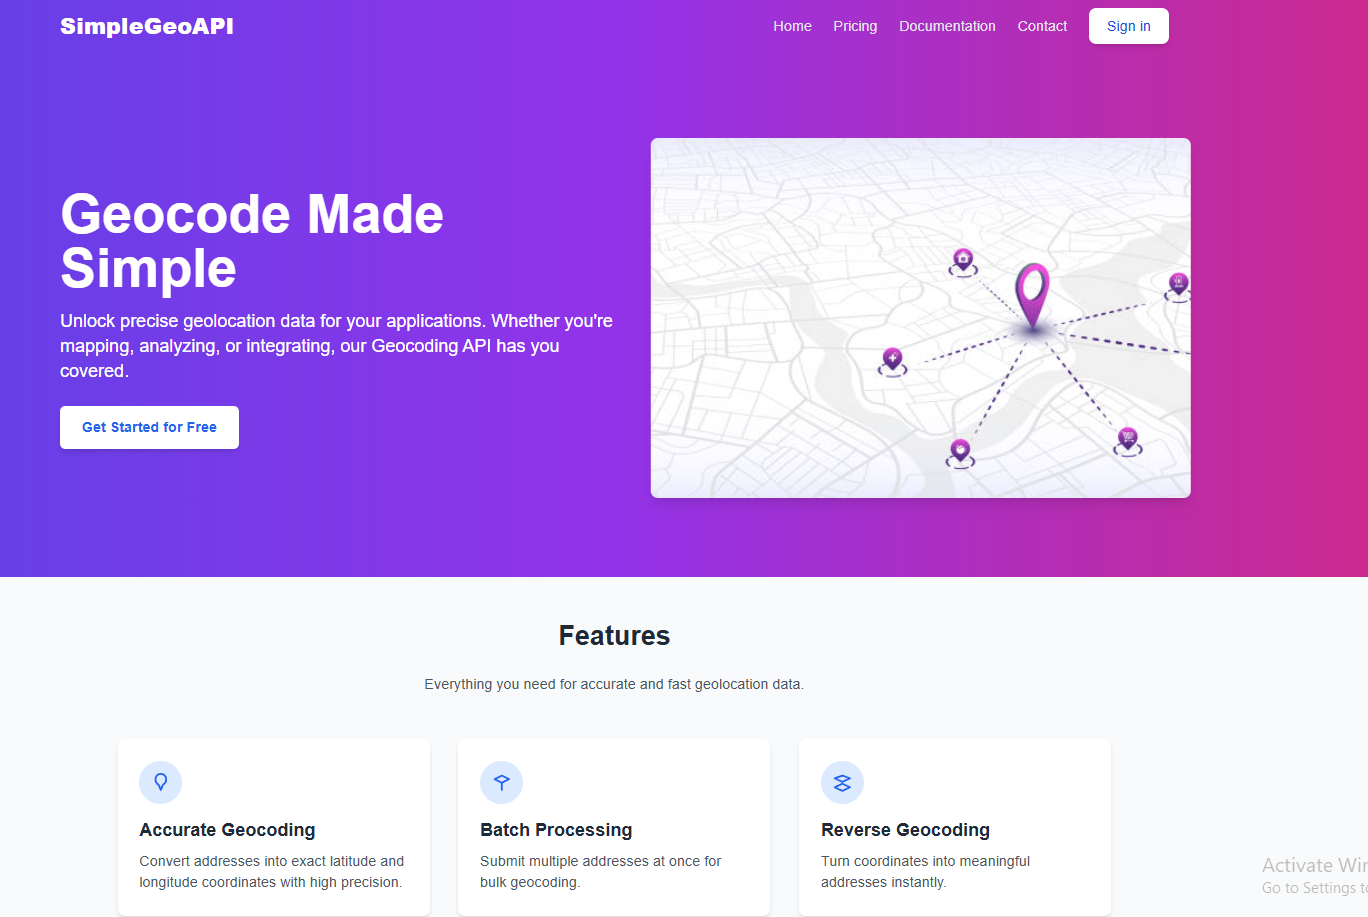 SimpleGeoAPI
Home Pricing Documentation Contact Sign in
Geocode Made
Simple
Unlock precise geolocation data for your applications. Whether you're
mapping, analyzing, or integrating, our Geocoding API has you
covered.
Get Started for Free
Features
Everything you need for accurate and fast geolocation data.
Accurate Geocoding
Convert addresses into exact latitude and
longitude coordinates with high precision.
Batch Processing
Submit multiple addresses at once for
bulk geocoding.
Reverse Geocoding
Turn coordinates into meaningful
addresses instantly.
Activate Win
Go to Settings to